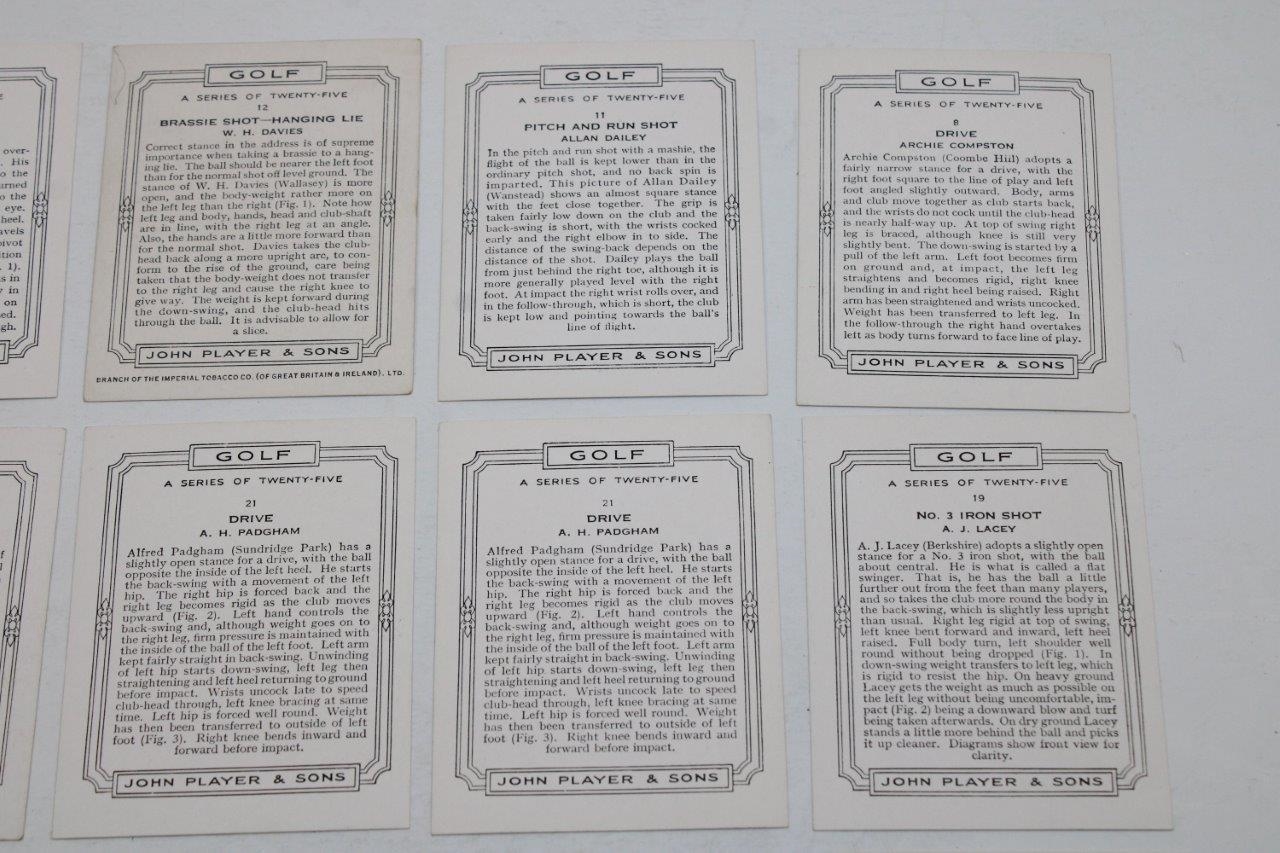 over-
. His
o the
urned
o the
eye.
heel.
avels
pivot
ition
. 1).
s in
y in
on
sed.
gh.
GOLF
A SERIES OF TWENTY-FIVE
12
BRASSIE SHOT—HANGING LIE
W. H. DAVIES
Correct stance in the address is of supreme
importance when taking a brassie to a hang-
ing lie. The ball should be nearer the left foot
than for the normal shot off level ground. The
stance of W. H. Davies (Wallasey) is more
open, and the body-weight rather more on
the left leg than the right (Fig. 1). Note how
left leg and body, hands, head and club-shaft
are in line, with the right leg at an angle.
Also, the hands are a little more forward than
for the normal shot. Davies takes the club-
head back along a more upright arc, to con-
form to the rise of the ground, care being
taken that the body-weight does not transfer
to the right leg and cause the right knee to
give way. The weight is kept forward during
the down-swing, and the club-head hits
through the ball. It is advisable to allow for
a slice.
JOHN PLAYER & SONS
BRANCH OF THE IMPERIAL TOBACCO CO. (OF GREAT BRITAIN & IRELAND), LTD.
GOLF
A SERIES OF TWENTY-FIVE
11
PITCH AND RUN SHOT
ALLAN DAILEY
In the pitch and run shot with a mashie, the
flight of the ball is kept lower than in the
ordinary pitch shot, and no back spin is
imparted. This picture of Allan Dailey
(Wanstead) shows an almost square stance
with the feet close together. The grip is
taken fairly low down on the club and the
back-swing is short, with the wrists cocked
early and the right elbow in to side. The
distance of the swing-back depends on the
distance of the shot. Dailey plays the ball
from just behind the right toe, although it is
more generally played level with the right
foot. At impact the right wrist rolls over, and
in the follow-through, which is short, the club
is kept low and pointing towards the ball's
line of flight.
JOHN PLAYER & SONS
GOLF
A SERIES OF TWENTY-FIVE
8
DRIVE
ARCHIE COMPSTON
Archie Compston (Coombe Hill) adopts a
fairly narrow stance for a drive, with the
right foot square to the line of play and left
foot angled slightly outward. Body, arms
and club move together as club starts back,
and the wrists do not cock until the club-head
is nearly half-way up. At top of swing right
leg is braced, although knee is still very
slightly bent. The down-swing is started by a
pull of the left arm. Left foot becomes firm
on ground and, at impact, the left leg
straightens and becomes rigid, right knee
bending in and right heel being raised. Right
arm has been straightened and wrists uncocked.
Weight has been transferred to left leg. In
the follow-through the right hand overtakes
left as body turns forward to face line of play.
JOHN PLAYER & SONS
GOLF
A SERIES OF TWENTY-FIVE
21
DRIVE
A. H. PADGHAM
Alfred Padgham (Sundridge Park) has a
slightly open stance for a drive, with the ball
opposite the inside of the left heel. He starts
the back-swing with a movement of the left
hip. The right hip is forced back and the
right leg becomes rigid as the club moves
upward (Fig. 2). Left hand controls the
back-swing and, although weight goes on to
the right leg, firm pressure is maintained with
the inside of the ball of the left foot. Left arm
kept fairly straight in back-swing. Unwinding
of left hip starts down-swing, left leg then
straightening and left heel returning to ground
before impact. Wrists uncock late to speed
club-head through, left knee bracing at same
time. Left hip is forced well round. Weight
has then been transferred to outside of left
foot (Fig. 3). Right knee bends inward and
forward before impact.
JOHN PLAYER & SONS
GOLF
A SERIES OF TWENTY-FIVE
21
DRIVE
A. H. PADGHAM
Alfred Padgham (Sundridge Park) has a
slightly open stance for a drive, with the ball
opposite the inside of the left heel. He starts
the back-swing with a movement of the left
hip. The right hip is forced back and the
right leg becomes rigid as the club moves
upward (Fig. 2). Left hand controls the
back-swing and, although weight goes on to
the right leg, firm pressure is maintained with
the inside of the ball of the left foot. Left arm
kept fairly straight in back-swing. Unwinding
of left hip starts down-swing, left leg then
straightening and left heel returning to ground
before impact. Wrists uncock late to speed
club-head through, left knee bracing at same
time. Left hip is forced well round. Weight
has then been transferred to outside of left
foot (Fig. 3). Right knee bends inward and
forward before impact.
JOHN PLAYER & SONS
GOLF
A SERIES OF TWENTY-FIVE
19
NO. 3 IRON SHOT
A. J. LACEY
A. J. Lacey (Berkshire) adopts a slightly open
stance for a No. 3 iron shot, with the ball
about central. He is what is called a flat
swinger. That is, he has the ball a little
further out from the feet than many players,
and so takes the club more round the body in
the back-swing, which is slightly less upright
than usual. Right leg rigid at top of swing,
left knee bent forward and inward, left heel
raised. Full body turn, left shoulder well
round without being dropped (Fig. 1). In
down-swing weight transfers to left leg, which
is rigid to resist the hip. On heavy ground
Lacey gets the weight as much as possible on
the left leg without being uncomfortable, im-
pact (Fig. 2) being a downward blow and turf
being taken afterwards. On dry ground Lacey
stands a little more behind the ball and picks
it up cleaner. Diagrams show front view for
clarity.
JOHN PLAYER & SONS